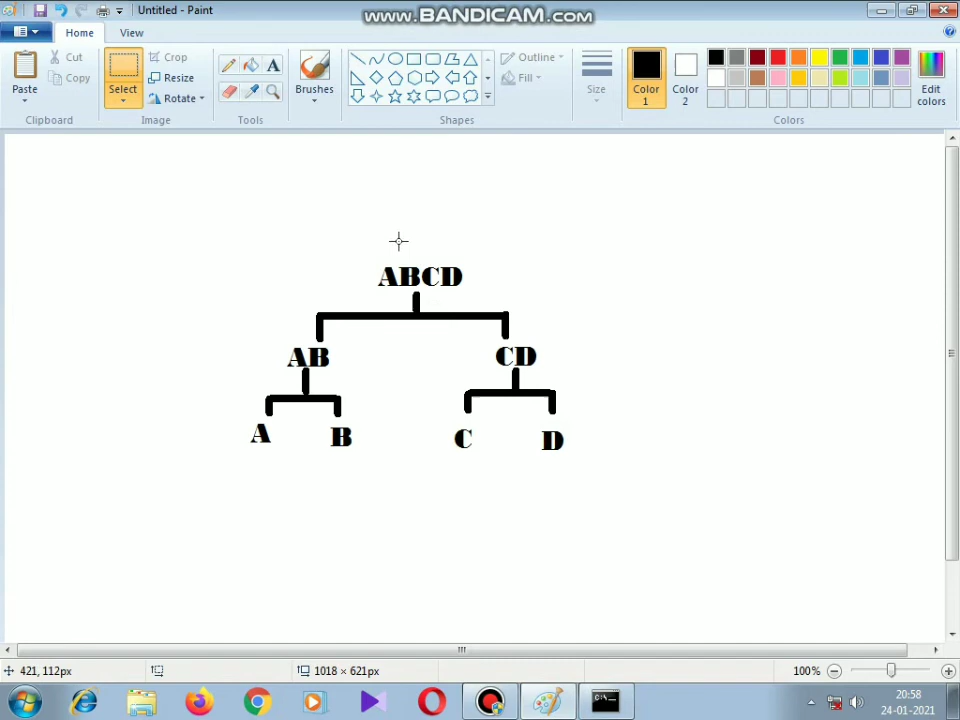 Untitled - Paint
www.BANDICAM.com
Home
View
Paste
Cut
Copy
Clipboard
Select
Crop
Resize
Rotate
Image
A
Tools
Brushes
Outline
Fill
Shapes
Size
Color 1
Color 2
Edit colors
Colors
ABCD
AB CD
A B C D
421, 112px
1018 × 621px
100%
C:\.
20:58
24-01-2021